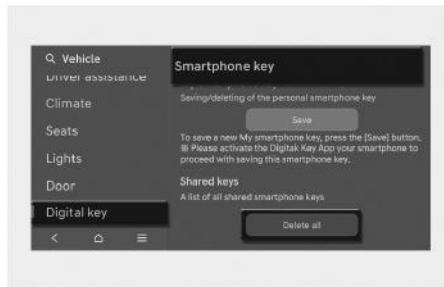 Vehicle
Driver assistance
Climate
Seats
Lights
Door
Digital key
Smartphone key
Saving/deleting of the personal smartphone key
Save
To save a new My smartphone key, press the [Save] button.
※ Please activate the Digitak Key App your smartphone to
proceed with saving this smartphone key.
Shared keys
A list of all shared smartphone keys
Delete all